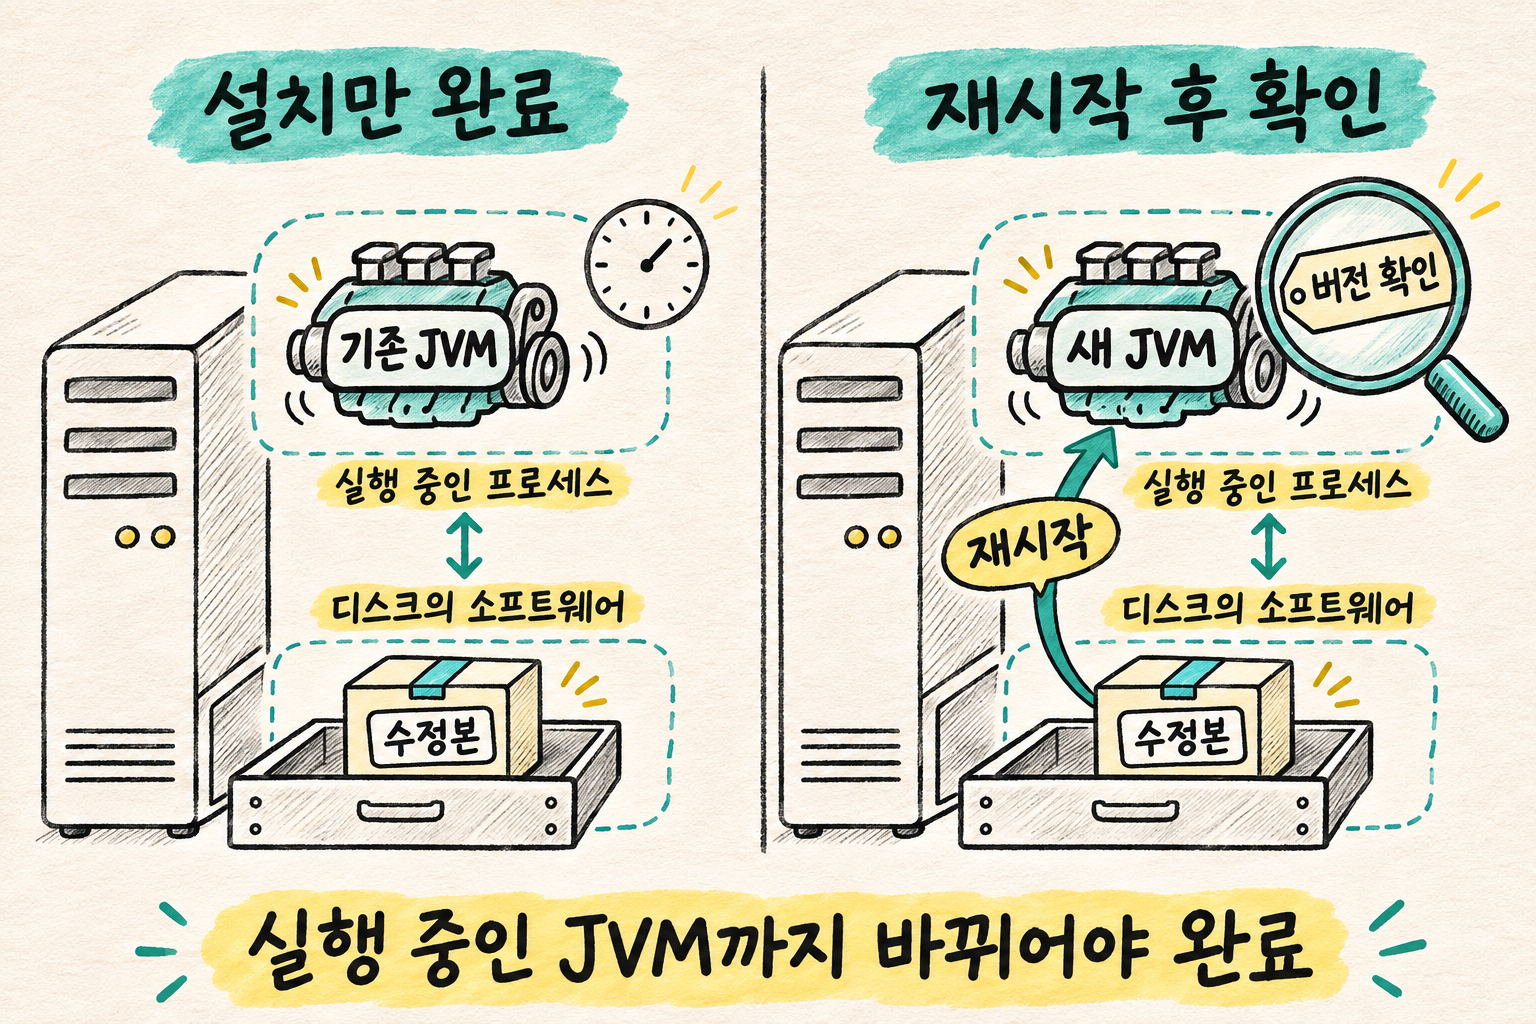 설치만 완료
기존 JVM
실행 중인 프로세스
디스크의 소프트웨어
수정본
재시작 후 확인
버전 확인
새 JVM
실행 중인 프로세스
재시작
디스크의 소프트웨어
수정본
실행 중인 JVM까지 바뀌어야 완료